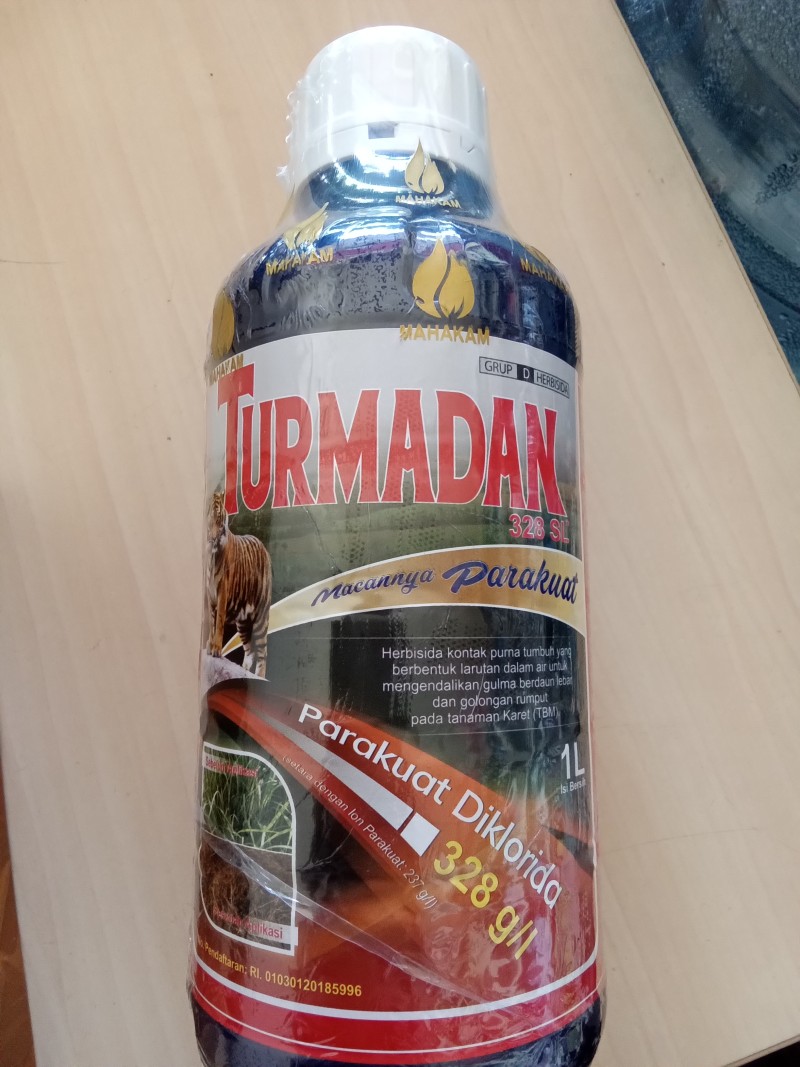 MAHAKAM
MAHAKAM
MAHAKAM
MAHAKAM
GRUP D HERBISIDA
TURMADAN
328 SL
Macannya Parakuat
Herbisida kontak purna tumbuh yang
berbentuk larutan dalam air untuk
mengendalikan gulma berdaun lebar
dan golongan rumput
pada tanaman Karet (TBM)
1L
Isi Bersih
Parakuat Diklorida
(setara dengan Ion Parakuat: 237 g/l)
328 g/l
Pendaftaran; RI. 01030120185996